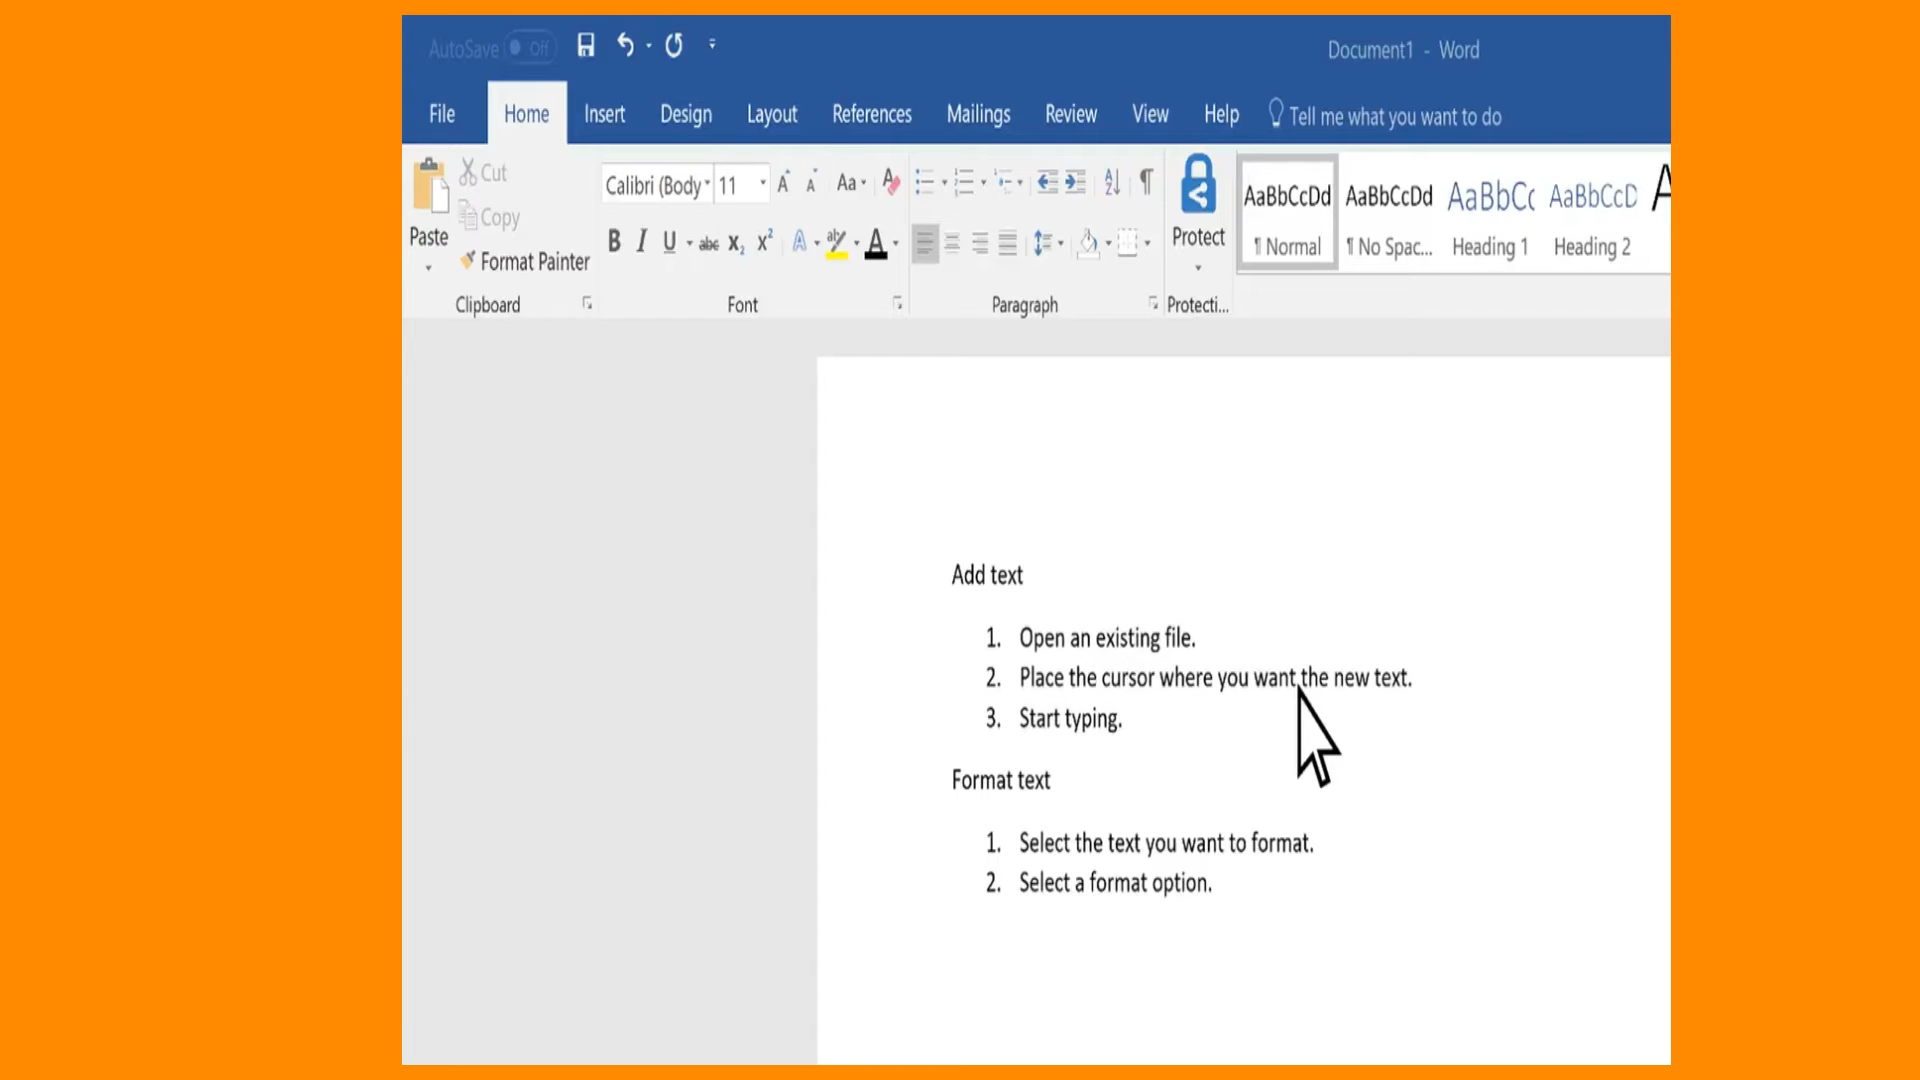 AutoSave Off
Document1 - Word
File Home Insert Design Layout References Mailings Review View Help Tell me what you want to do
Paste
Cut
Copy
Format Painter
Clipboard
Calibri (Body 11
Aa
B I U abc X₂ X²
Font
Paragraph
Protect
Protecti...
AaBbCcDd AaBbCcDd AaBbCc AaBbCcD A
¶ Normal ¶ No Spac... Heading 1 Heading 2
Add text
1. Open an existing file.
2. Place the cursor where you want the new text.
3. Start typing.
Format text
1. Select the text you want to format.
2. Select a format option.